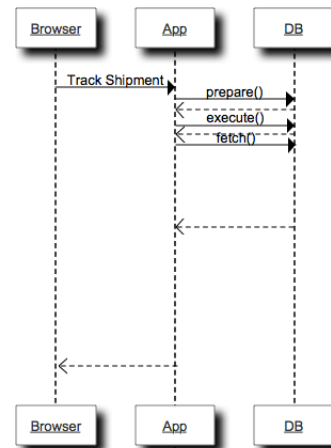 Browser App DB
Track Shipment
prepare()
execute()
fetch()
Browser App DB